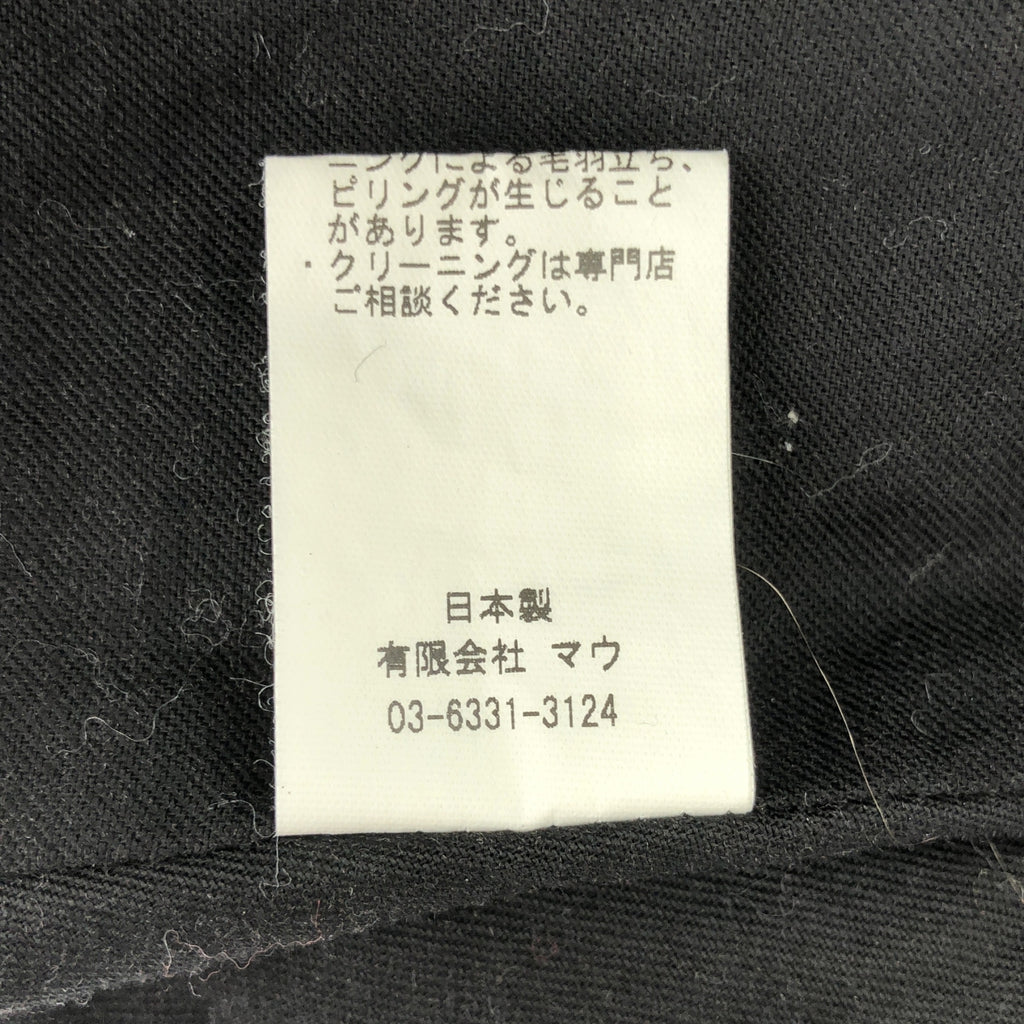 ニングによる毛羽立ち、
ピリングが生じること
があります。
・クリーニングは専門店
ご相談ください。
日本製
有限会社 マウ
03-6331-3124